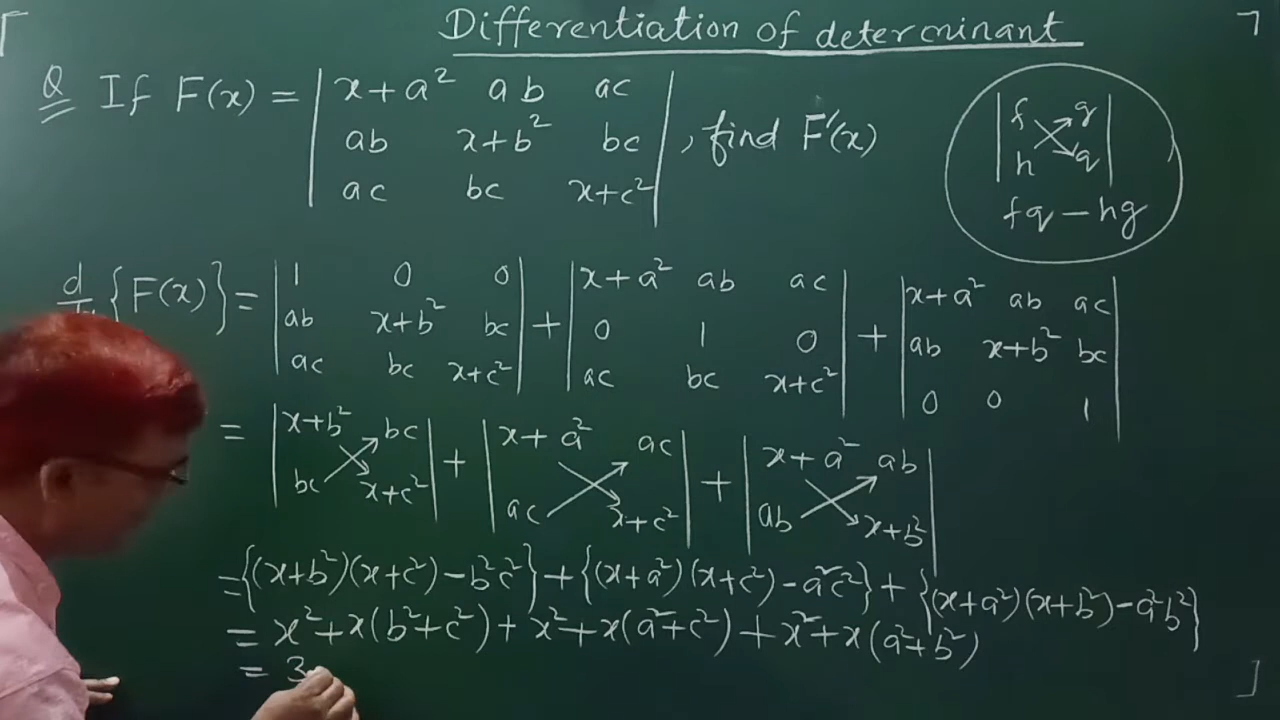 Differentiation of determinant
Q If F(x) = | x+a² ab ac |
| ab x+b² bc | , find F'(x)
| ac bc x+c² |
| f g |
| h q |
fq − hg
d {F(x)} = | 1 0 0 | + | x+a² ab ac | + | x+a² ab ac |
| ab x+b² bc | | 0 1 0 | | ab x+b² bc |
| ac bc x+c² | | ac bc x+c² | | 0 0 1 |
= | x+b² bc | + | x+a² ac | + | x+a² ab |
| bc x+c² | | ac x+c² | | ab x+b² |
= {(x+b²)(x+c²) − b²c²} + {(x+a²)(x+c²) − a²c²} + {(x+a²)(x+b²) − a²b²}
= x² + x(b²+c²) + x² + x(a²+c²) + x² + x(a²+b²)
= 3